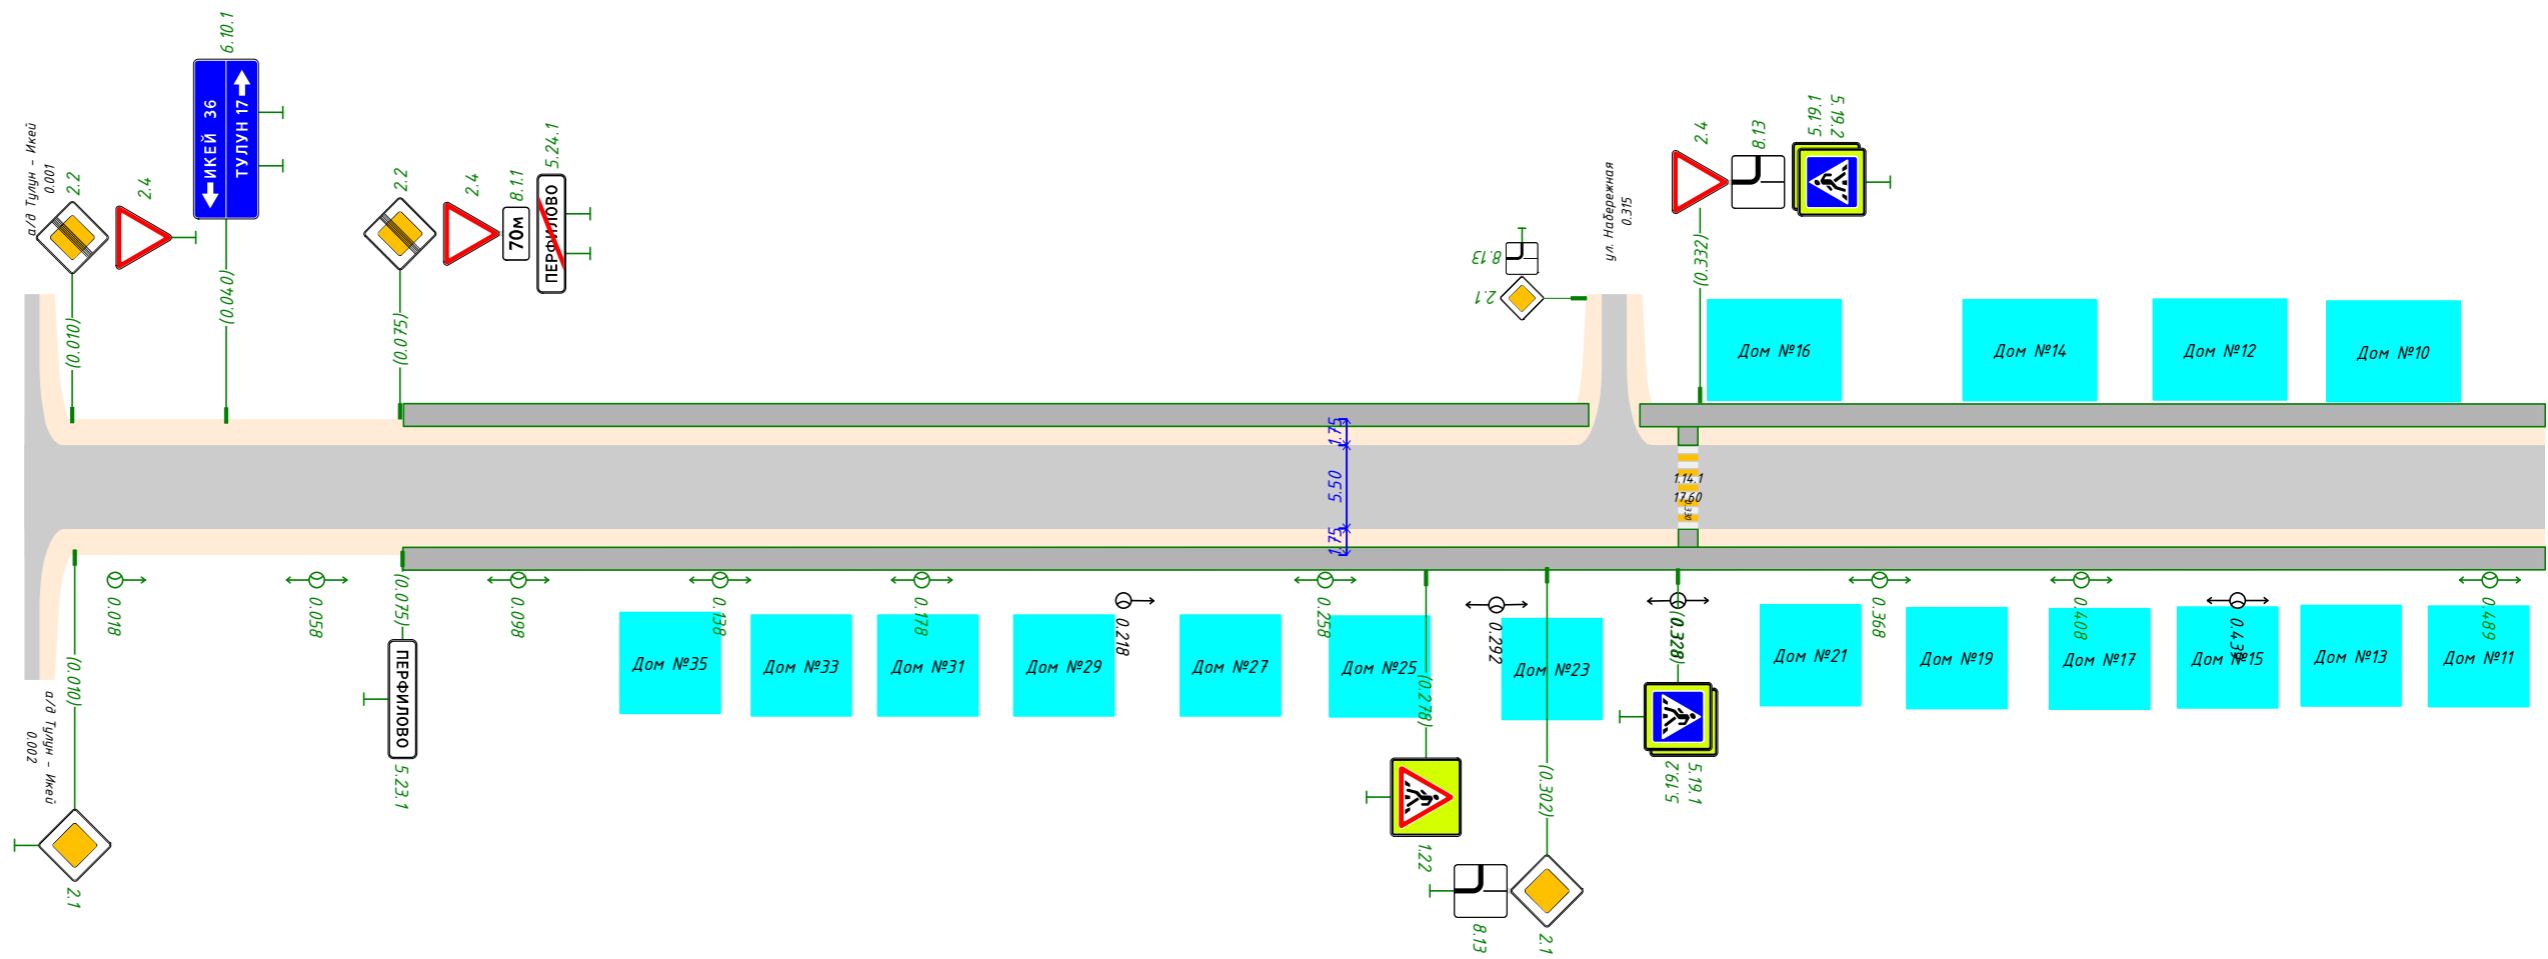 6.10.1
← ИКЕЙ 36
ТУЛУН 17 →
а/д Тулун - Икей
0.001
2.2
2.4
(0.010)
(0.040)
2.2
2.4
8.1.1
5.24.1
70м
ПЕРФИЛОВО
(0.075)
8.13
2.1
ул. Набережная
0.315
2.4
8.13
5.19.1
5.19.2
(0.332)
Дом №16
Дом №14
Дом №12
Дом №10
1.75
5.50
1.75
1.14.1
17.60
0.330
0.018
0.058
(0.075)
0.098
0.138
0.178
0.218
0.258
0.292
(0.328)
0.368
0.408
0.489
Дом №35
Дом №33
Дом №31
Дом №29
Дом №27
Дом №25
Дом №23
Дом №21
Дом №19
Дом №17
Дом №15
Дом №13
Дом №11
(0.010)
а/д Тулун - Икей
0.002
2.1
ПЕРФИЛОВО
5.23.1
(0.278)
1.22
(0.302)
8.13
2.1
5.19.2
5.19.1